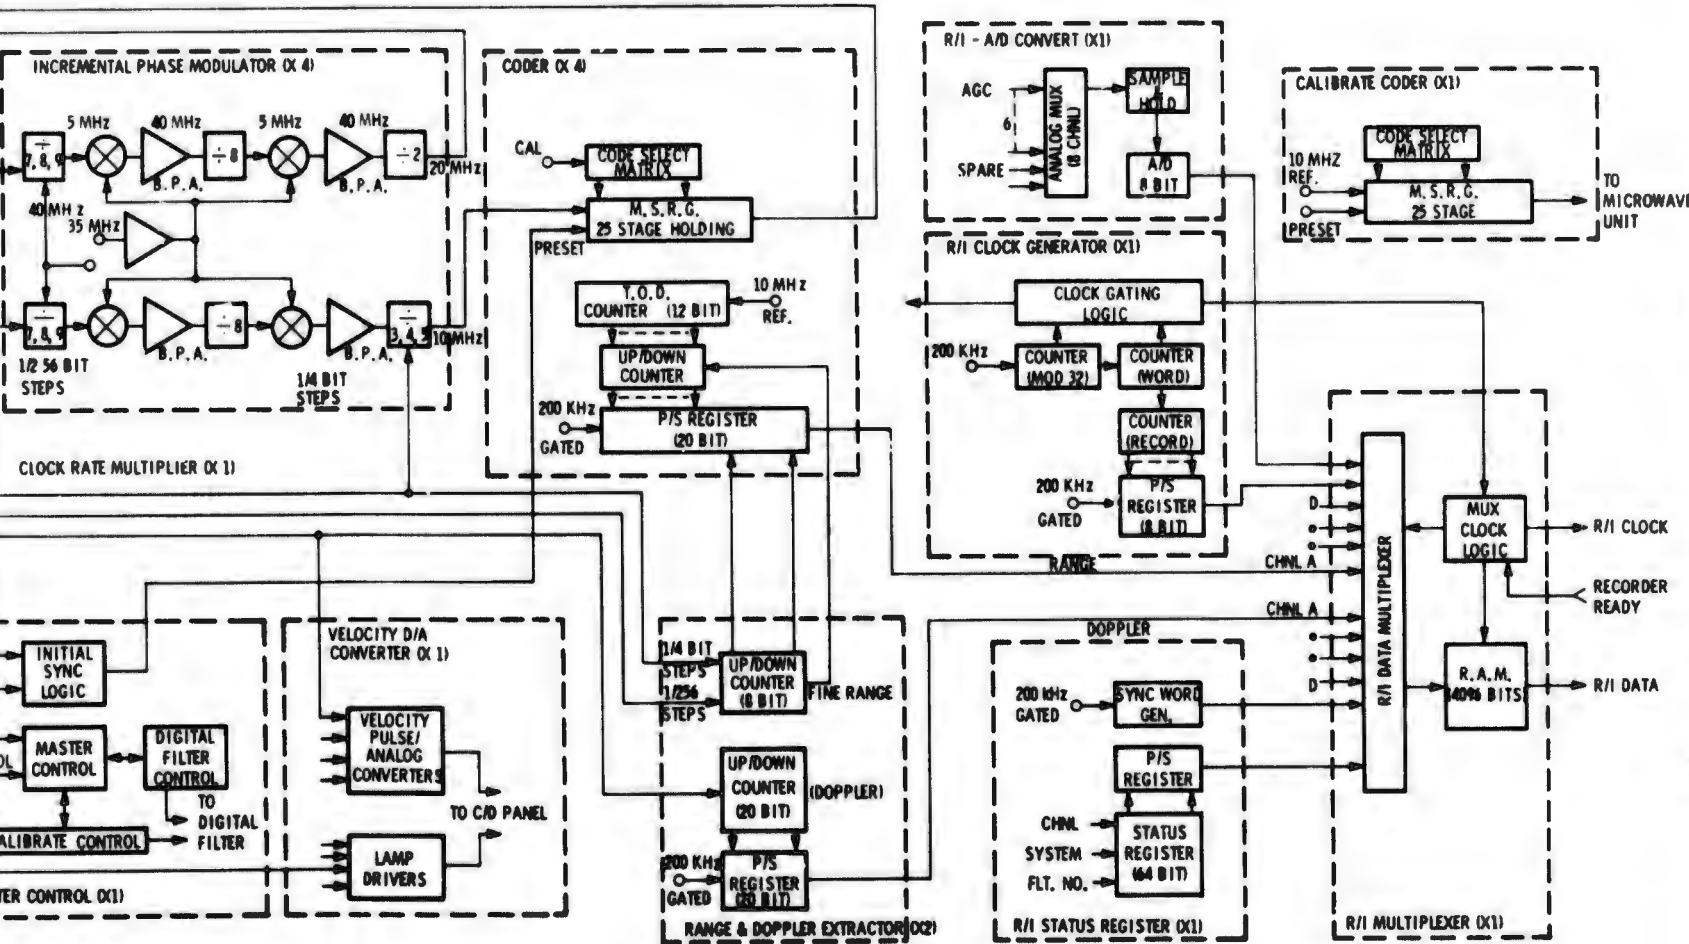 INCREMENTAL PHASE MODULATOR (X 4)
5 MHz
40 MHz
5 MHz
40 MHz
÷
7, 8, 9
÷ 8
÷ 2
20 MHz
B.P.A.
B.P.A.
40 MHz
35 MHz
÷
7, 8, 9
÷ 8
÷
3, 4, 5
10 MHz
B.P.A.
B.P.A.
1/2 56 BIT
STEPS
1/4 BIT
STEPS
CLOCK RATE MULTIPLIER (X 1)
CODER (X 4)
CAL
CODE SELECT
MATRIX
M.S.R.G.
25 STAGE HOLDING
PRESET
T.O.D.
COUNTER (12 BIT)
10 MHz
REF.
UP/DOWN
COUNTER
200 KHz
GATED
P/S REGISTER
(20 BIT)
R/I - A/D CONVERT (X1)
AGC
6
SPARE
ANALOG MUX
(8 CHNL)
SAMPLE
HOLD
A/D
8 BIT
R/I CLOCK GENERATOR (X1)
CLOCK GATING
LOGIC
200 KHz
COUNTER
(MOD 32)
COUNTER
(WORD)
COUNTER
(RECORD)
200 KHz
GATED
P/S
REGISTER
(8 BIT)
CALIBRATE CODER (X1)
CODE SELECT
MATRIX
10 MHZ
REF.
M.S.R.G.
25 STAGE
PRESET
TO
MICROWAVE
UNIT
RANGE
D
CHNL A
CHNL A
D
DOPPLER
R/I DATA MULTIPLEXER
MUX
CLOCK
LOGIC
R/I CLOCK
RECORDER
READY
R.A.M.
(4096 BITS)
R/I DATA
R/I MULTIPLEXER (X1)
INITIAL
SYNC
LOGIC
MASTER
CONTROL
DIGITAL
FILTER
CONTROL
TO
DIGITAL
FILTER
ALIBRATE CONTROL
TER CONTROL (X1)
VELOCITY D/A
CONVERTER (X 1)
VELOCITY
PULSE/
ANALOG
CONVERTERS
TO C/D PANEL
LAMP
DRIVERS
1/4 BIT
STEPS
1/256
STEPS
UP/DOWN
COUNTER
(8 BIT)
FINE RANGE
UP/DOWN
COUNTER
(20 BIT)
(DOPPLER)
200 KHz
GATED
P/S
REGISTER
(20 BIT)
RANGE & DOPPLER EXTRACTOR (X2)
200 kHz
GATED
SYNC WORD
GEN.
P/S
REGISTER
CHNL
SYSTEM
FLT. NO.
STATUS
REGISTER
(64 BIT)
R/I STATUS REGISTER (X1)